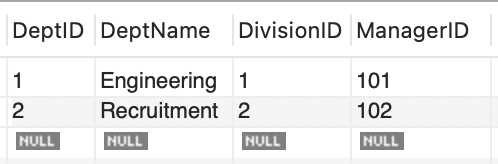 DeptID DeptName DivisionID ManagerID
1 Engineering 1 101
2 Recruitment 2 102
NULL NULL NULL NULL